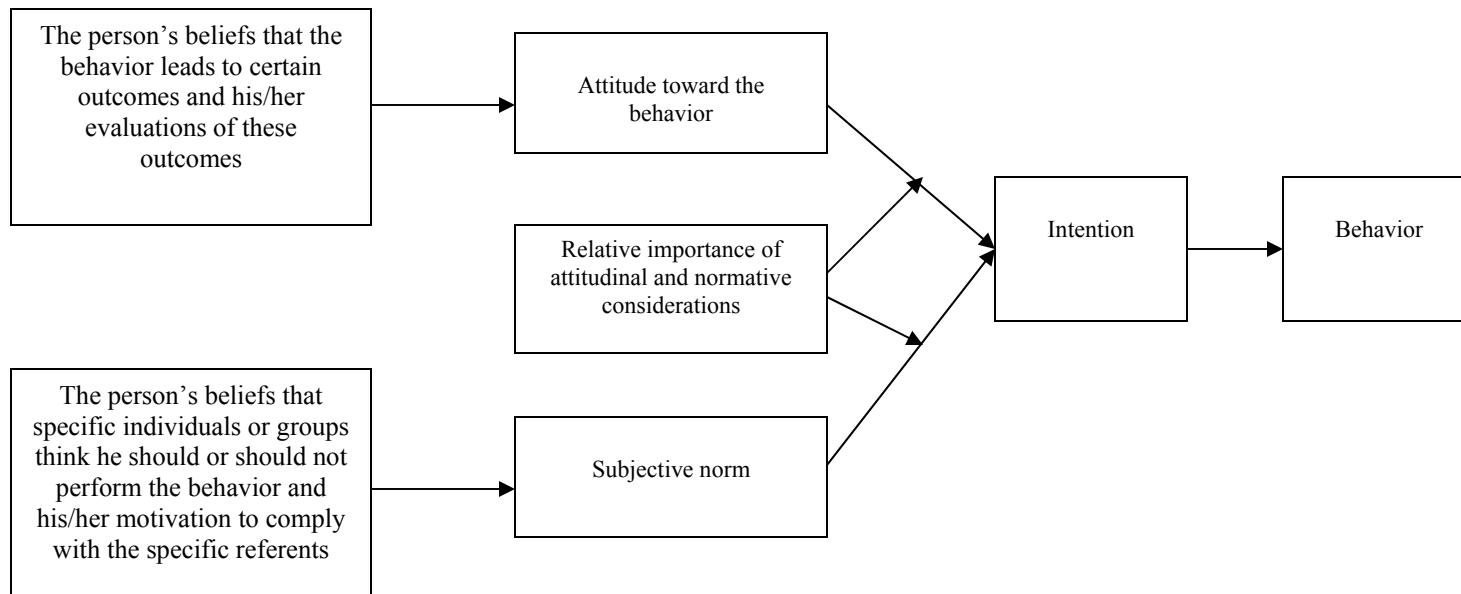 The person’s beliefs that the
behavior leads to certain
outcomes and his/her
evaluations of these
outcomes
Attitude toward the
behavior
Relative importance of
attitudinal and normative
considerations
Intention
Behavior
The person’s beliefs that
specific individuals or groups
think he should or should not
perform the behavior and
his/her motivation to comply
with the specific referents
Subjective norm